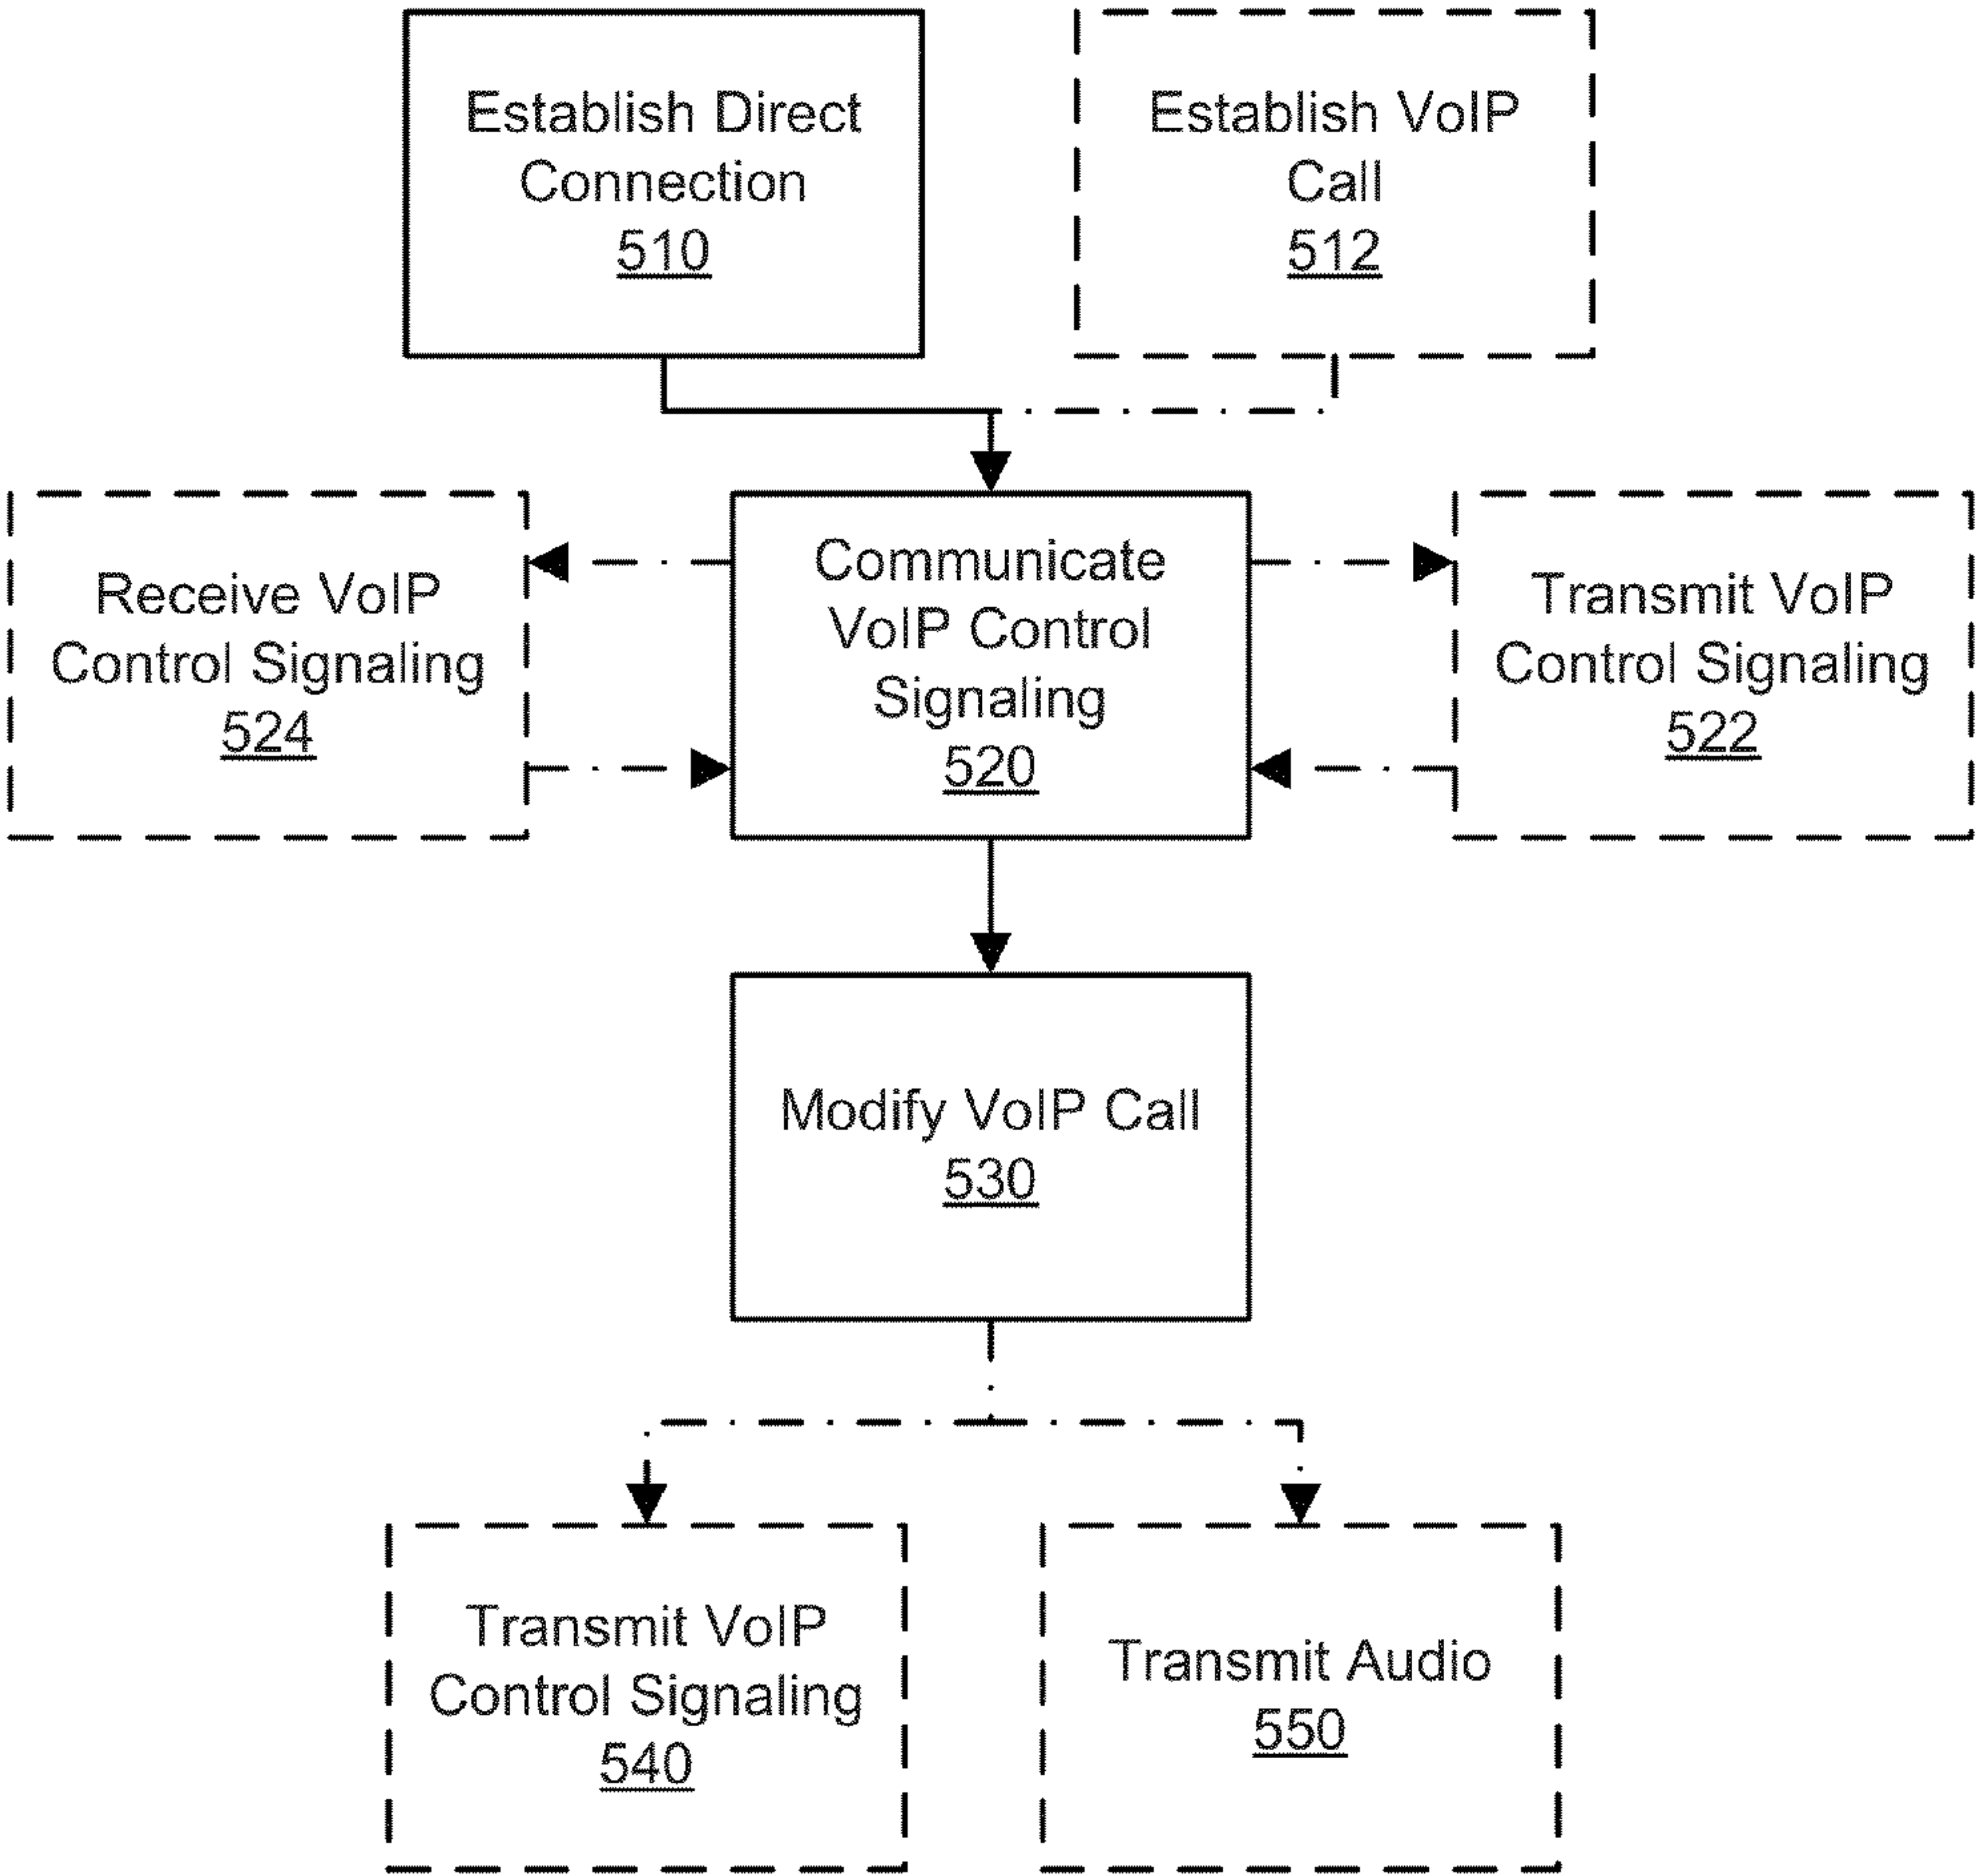 Establish Direct
Connection
510
Establish VoIP
Call
512
Receive VoIP
Control Signaling
524
Communicate
VoIP Control
Signaling
520
Transmit VoIP
Control Signaling
522
Modify VoIP Call
530
Transmit VoIP
Control Signaling
540
Transmit Audio
550